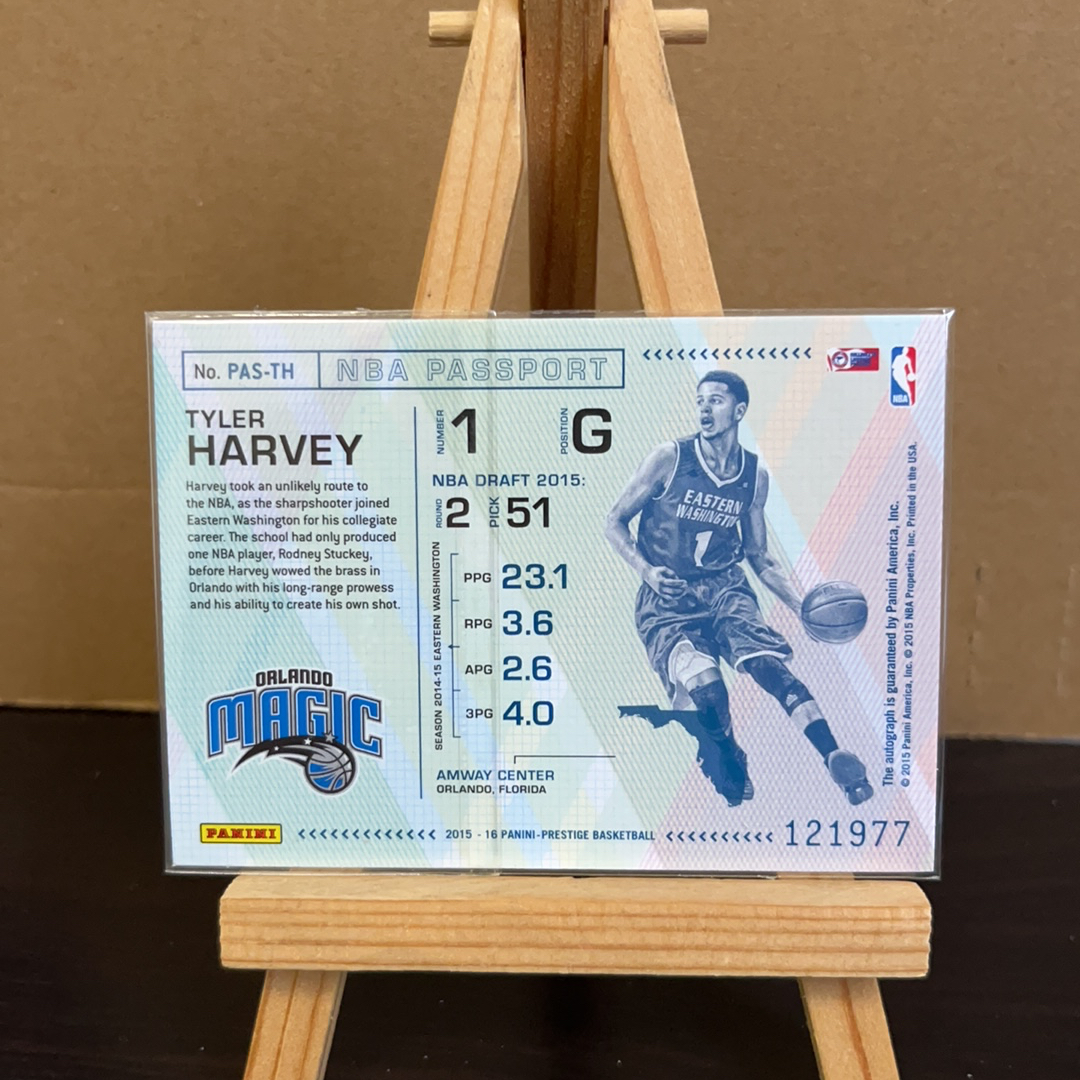 No. PAS-TH
NBA PASSPORT
‹‹‹‹‹‹‹‹‹‹‹‹‹‹‹
NBA
TYLER
HARVEY
Harvey took an unlikely route to
the NBA, as the sharpshooter joined
Eastern Washington for his collegiate
career. The school had only produced
one NBA player, Rodney Stuckey,
before Harvey wowed the brass in
Orlando with his long-range prowess
and his ability to create his own shot.
ORLANDO
MAGIC
NUMBER 1
POSITION G
NBA DRAFT 2015:
ROUND 2 PICK 51
SEASON 2014-15 EASTERN WASHINGTON
PPG 23.1
RPG 3.6
APG 2.6
3PG 4.0
AMWAY CENTER
ORLANDO, FLORIDA
EASTERN
WASHINGTON
1
The autograph is guaranteed by Panini America, Inc.
© 2015 Panini America, Inc. © 2015 NBA Properties, Inc. Printed in the USA.
PANINI
‹‹‹‹‹‹‹‹‹‹‹‹‹ 2015 - 16 PANINI-PRESTIGE BASKETBALL ‹‹‹‹‹‹‹‹‹‹ 121977